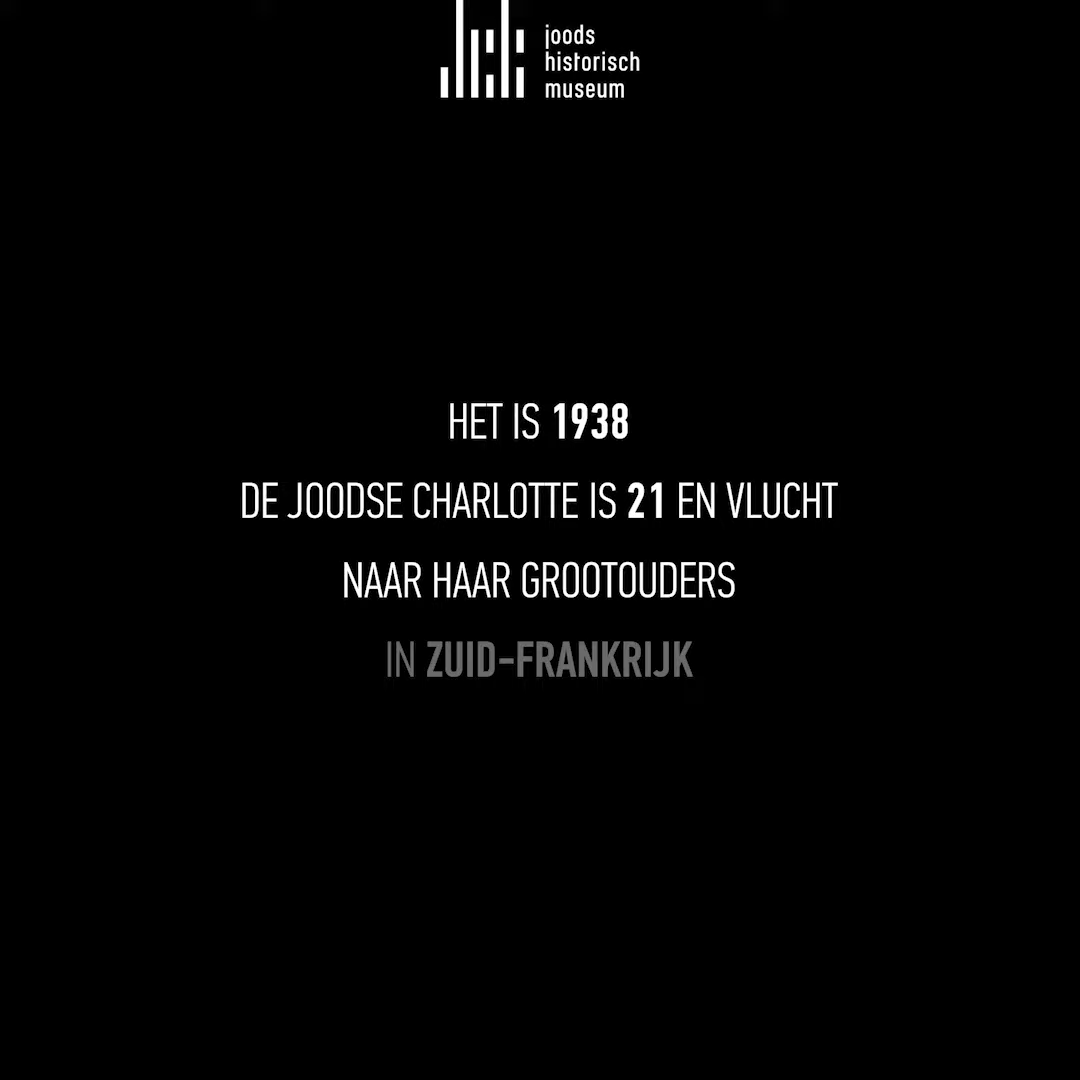 joods
historisch
museum
HET IS 1938
DE JOODSE CHARLOTTE IS 21 EN VLUCHT
NAAR HAAR GROOTOUDERS
IN ZUID-FRANKRIJK